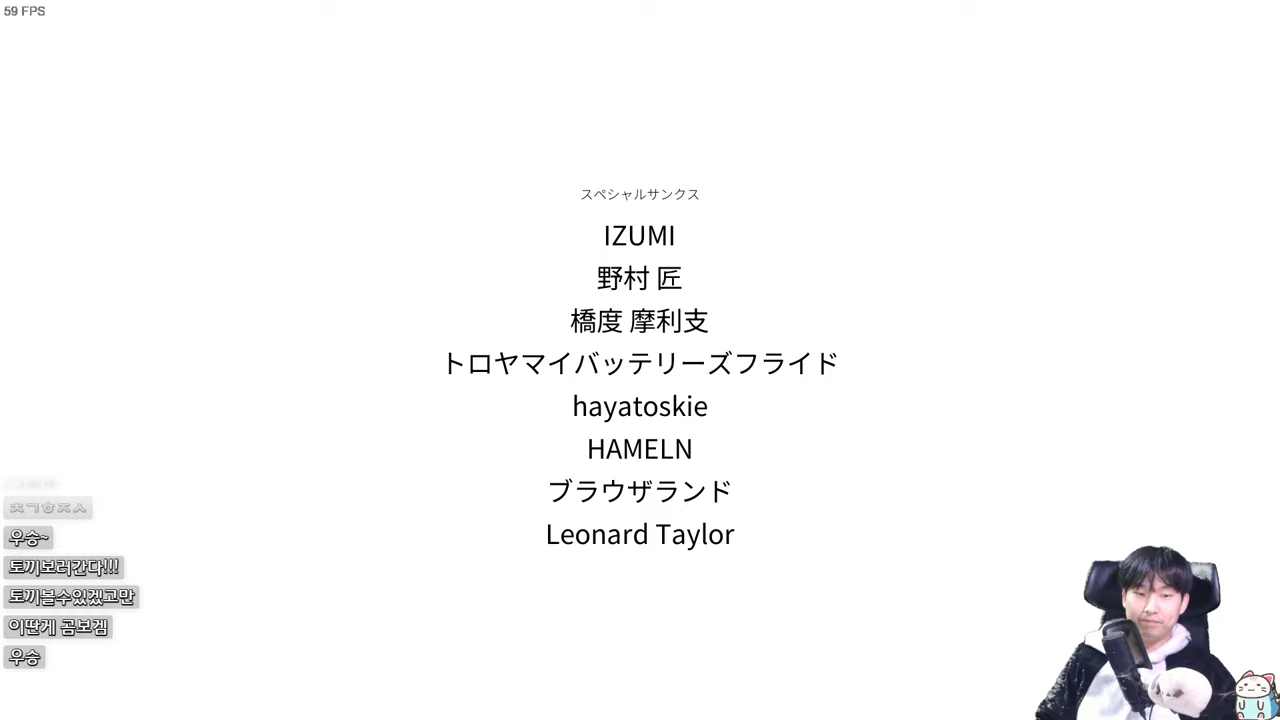 59 FPS
スペシャルサンクス
IZUMI
野村 匠
橋度 摩利支
トロヤマイバッテリーズフライド
hayatoskie
HAMELN
ブラウザランド
Leonard Taylor
ㅊㄱㅎㅈㅅ
우승~
토끼보러간다!!!
토끼볼수있겠고만
이딴게 곰보겜
우승